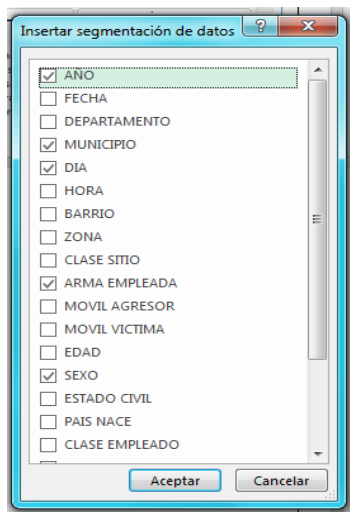 Insertar segmentación de datos
AÑO
FECHA
DEPARTAMENTO
MUNICIPIO
DIA
HORA
BARRIO
ZONA
CLASE SITIO
ARMA EMPLEADA
MOVIL AGRESOR
MOVIL VICTIMA
EDAD
SEXO
ESTADO CIVIL
PAIS NACE
CLASE EMPLEADO
Aceptar Cancelar